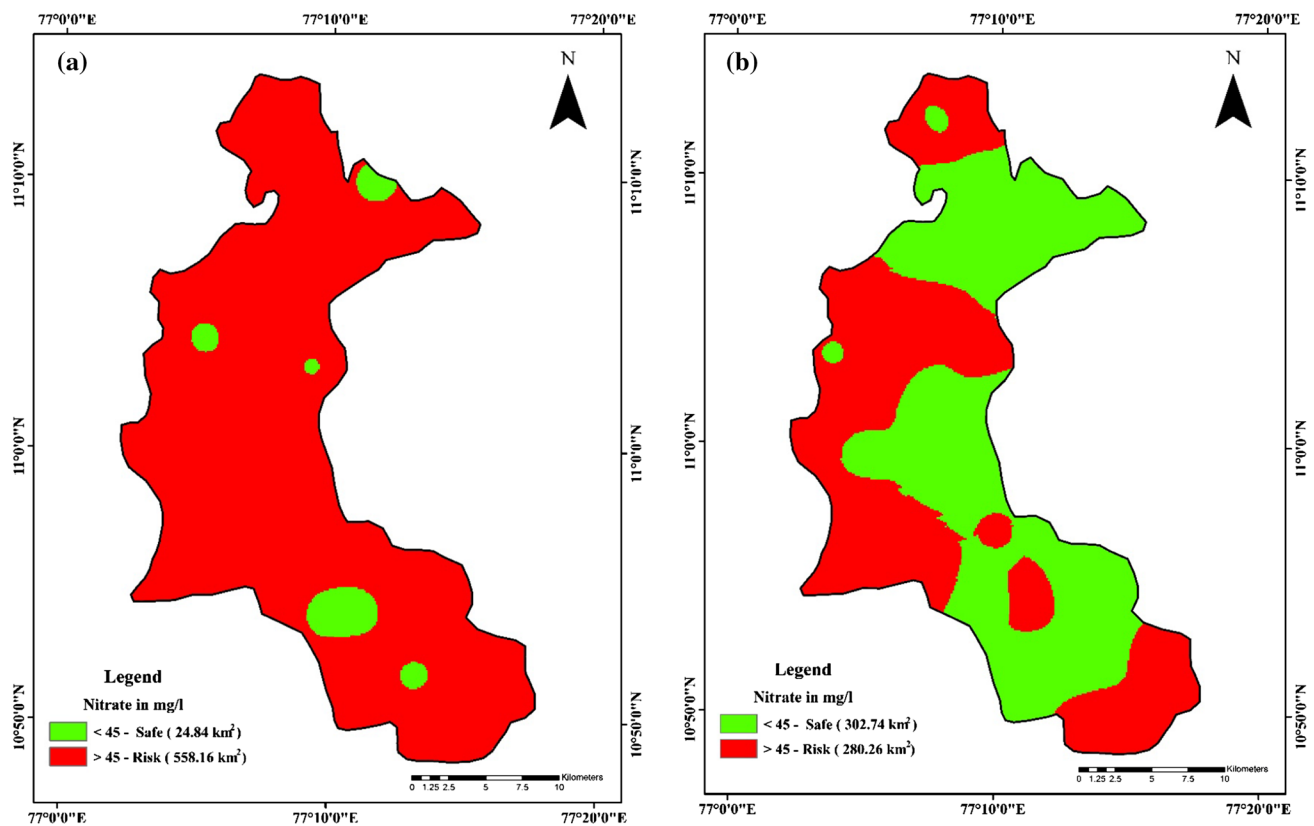 77°0'0"E 77°10'0"E 77°20'0"E
(a)
N
11°10'0"N
11°0'0"N
10°50'0"N
11°10'0"N
11°0'0"N
10°50'0"N
Legend
Nitrate in mg/l
< 45 - Safe ( 24.84 km²)
> 45 - Risk ( 558.16 km²)
Kilometers
0 1.25 2.5 5 7.5 10
77°0'0"E 77°10'0"E 77°20'0"E
77°0'0"E 77°10'0"E 77°20'0"E
(b)
N
11°10'0"N
11°0'0"N
10°50'0"N
11°10'0"N
11°0'0"N
10°50'0"N
Legend
Nitrate in mg/l
< 45 - Safe ( 302.74 km²)
> 45 - Risk ( 280.26 km²)
Kilometers
0 1.25 2.5 5 7.5 10
77°0'0"E 77°10'0"E 77°20'0"E